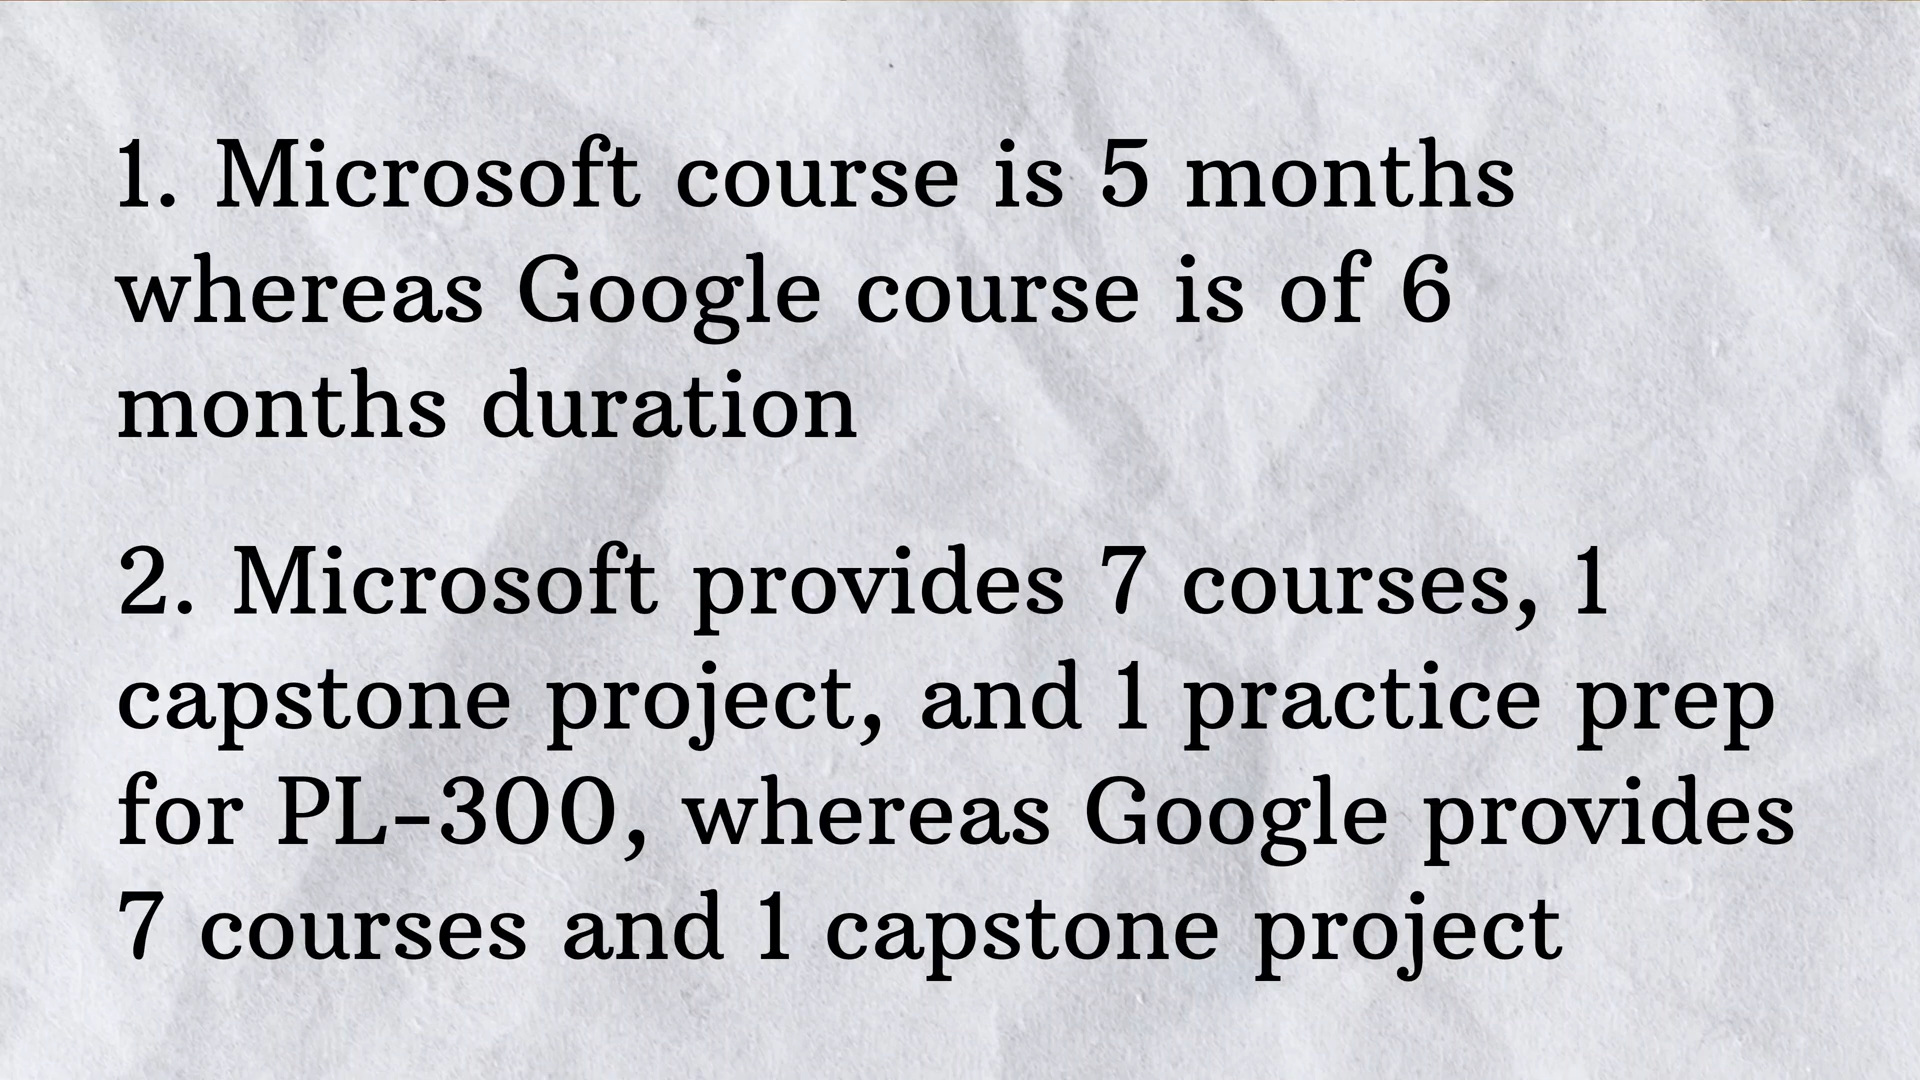 1. Microsoft course is 5 months
whereas Google course is of 6
months duration
2. Microsoft provides 7 courses, 1
capstone project, and 1 practice prep
for PL-300, whereas Google provides
7 courses and 1 capstone project